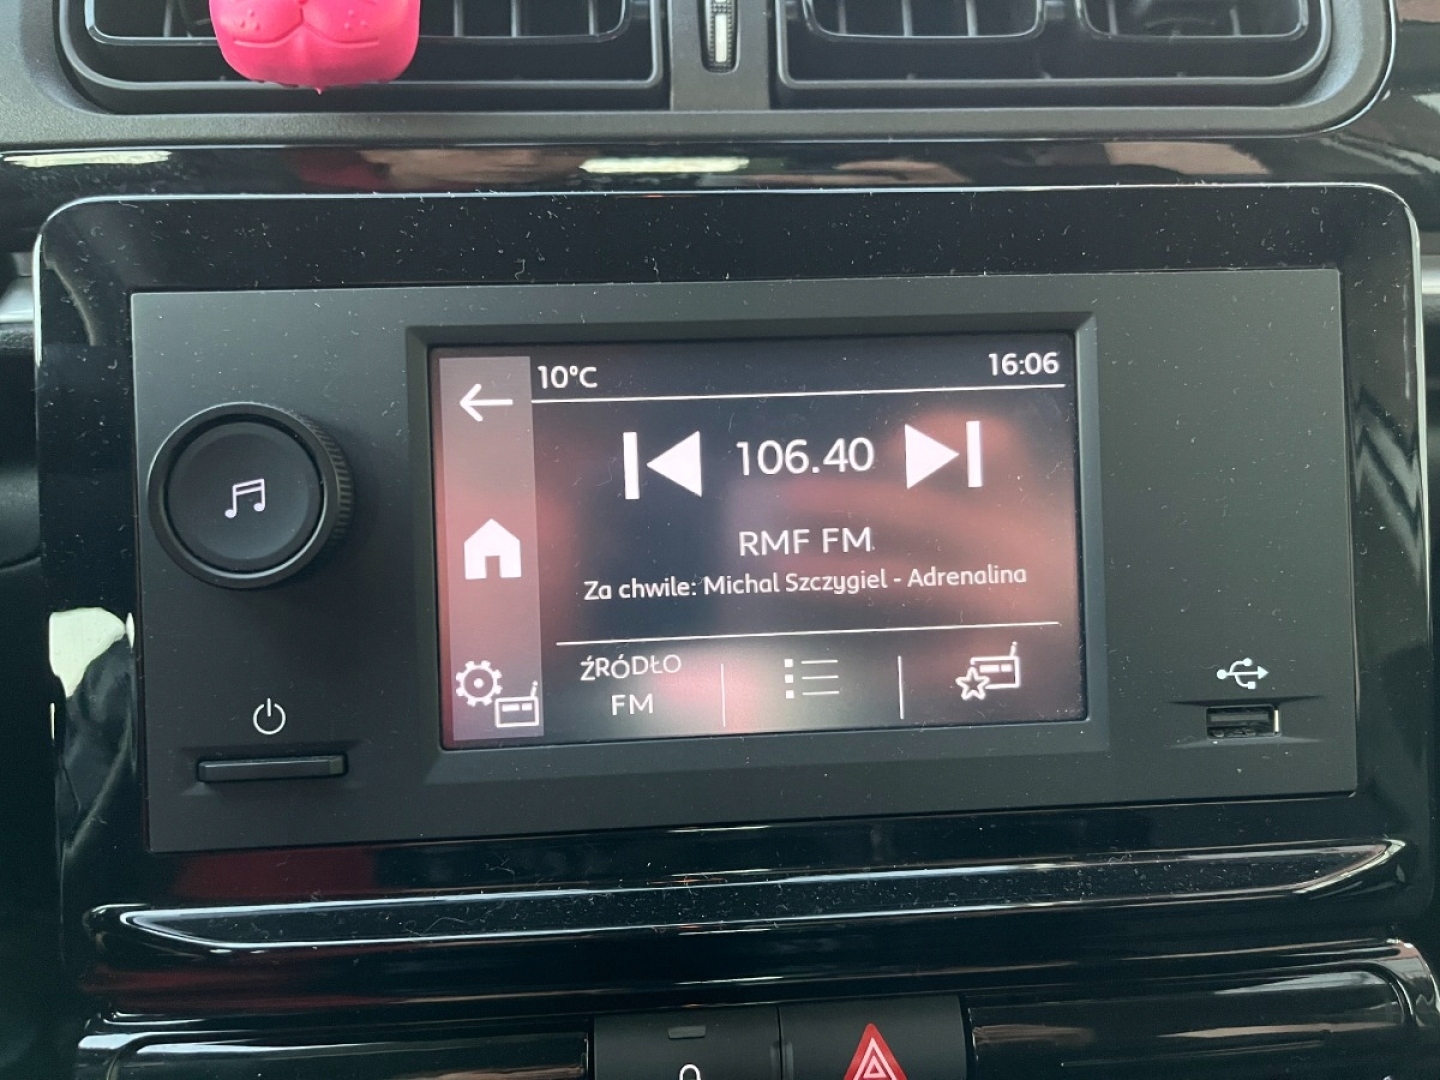 10°C
16:06
106.40
RMF FM
Za chwile: Michal Szczygiel - Adrenalina
ŹRÓDŁO
FM